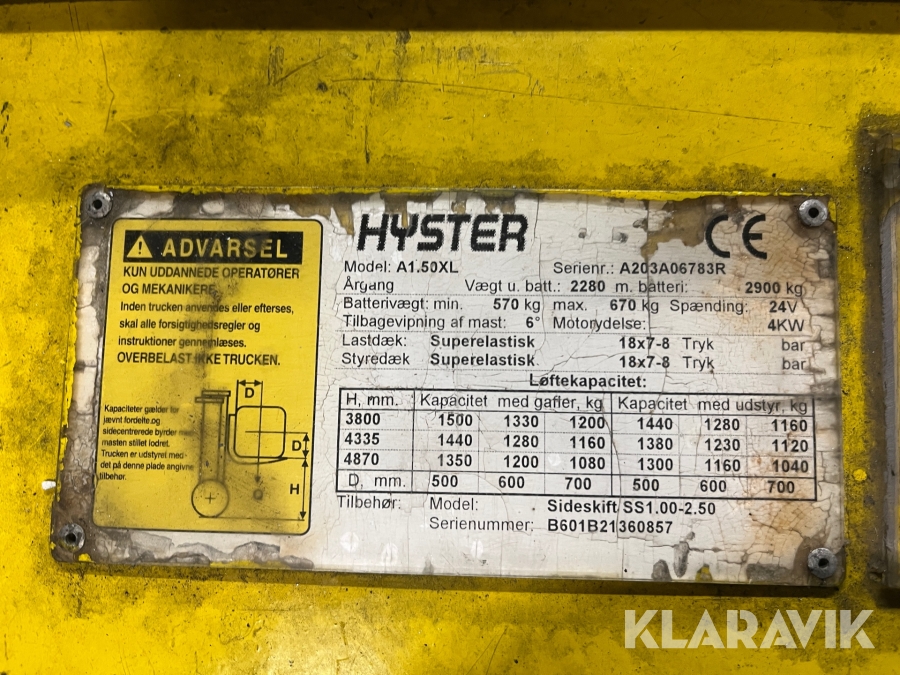 ⚠ ADVARSEL
KUN UDDANNEDE OPERATØRER
OG MEKANIKERE
Inden trucken anvendes eller efterses,
skal alle forsigtighedsregler og
instruktioner gennemlæses.
OVERBELAST IKKE TRUCKEN.
D
D
H
Kapaciteter gælder for
jævnt fordelte og
sidecentrerede byrder med
masten stillet lodret.
Trucken er udstyret med
det på denne plade angivne
tilbehør.
HYSTER CE
Model: A1.50XL Serienr.: A203A06783R
Årgang Vægt u. batt.: 2280 m. batteri: 2900 kg
Batterivægt: min. 570 kg max. 670 kg Spænding: 24V
Tilbagevipning af mast: 6° Motorydelse: 4KW
Lastdæk: Superelastisk 18x7-8 Tryk bar
Styredæk Superelastisk 18x7-8 Tryk bar
Løftekapacitet:
H, mm. Kapacitet med gafler, kg Kapacitet med udstyr, kg
3800 1500 1330 1200 1440 1280 1160
4335 1440 1280 1160 1380 1230 1120
4870 1350 1200 1080 1300 1160 1040
D, mm. 500 600 700 500 600 700
Tilbehør: Model: Sideskift SS1.00-2.50
Serienummer: B601B21360857
KLARAVIK